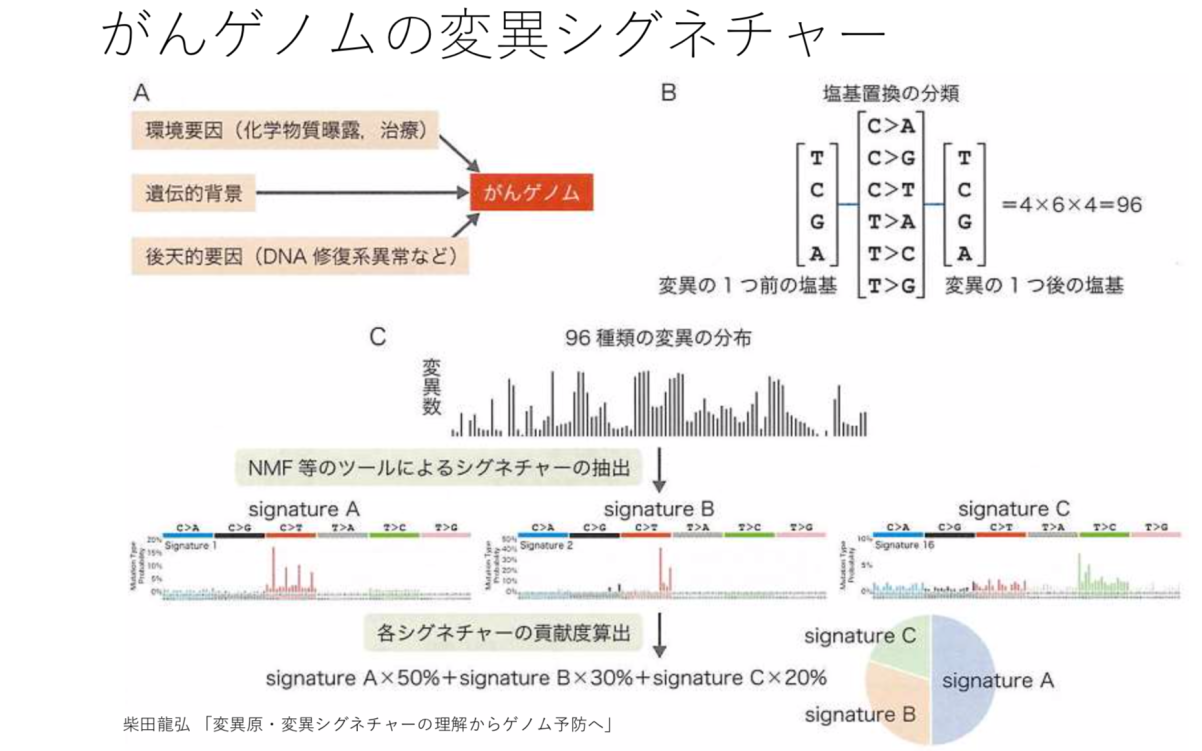 がんゲノムの変異シグネチャー
A
環境要因（化学物質曝露，治療）
遺伝的背景
後天的要因（DNA 修復系異常など）
がんゲノム
B
塩基置換の分類
T
C
G
A
変異の1つ前の塩基
C>A
C>G
C>T
T>A
T>C
T>G
T
C
G
A
変異の1つ後の塩基
=4×6×4=96
C
96種類の変異の分布
変異数
NMF 等のツールによるシグネチャーの抽出
signature A
C>A C>G C>T T>A T>C T>G
Signature 1
Mutation Type Probability
20%
15%
10%
5%
0%
signature B
C>A C>G C>T T>A T>C T>G
Signature 2
Mutation Type Probability
50%
40%
30%
20%
10%
0%
signature C
C>A C>G C>T T>A T>C T>G
Signature 16
Mutation Type Probability
10%
5%
0%
各シグネチャーの貢献度算出
signature A×50%+signature B×30%+signature C×20%
signature C
signature A
signature B
柴田龍弘 「変異原・変異シグネチャーの理解からゲノム予防へ」